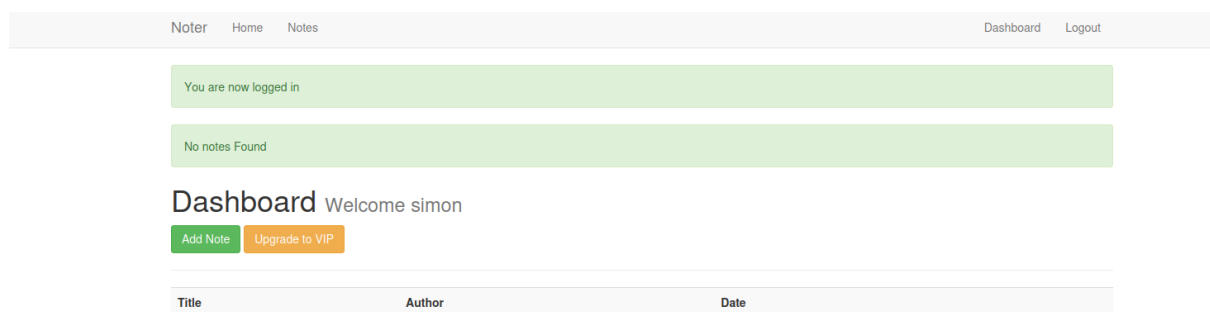 Noter Home Notes Dashboard Logout
You are now logged in
No notes Found
Dashboard Welcome simon
Add Note Upgrade to VIP
Title Author Date